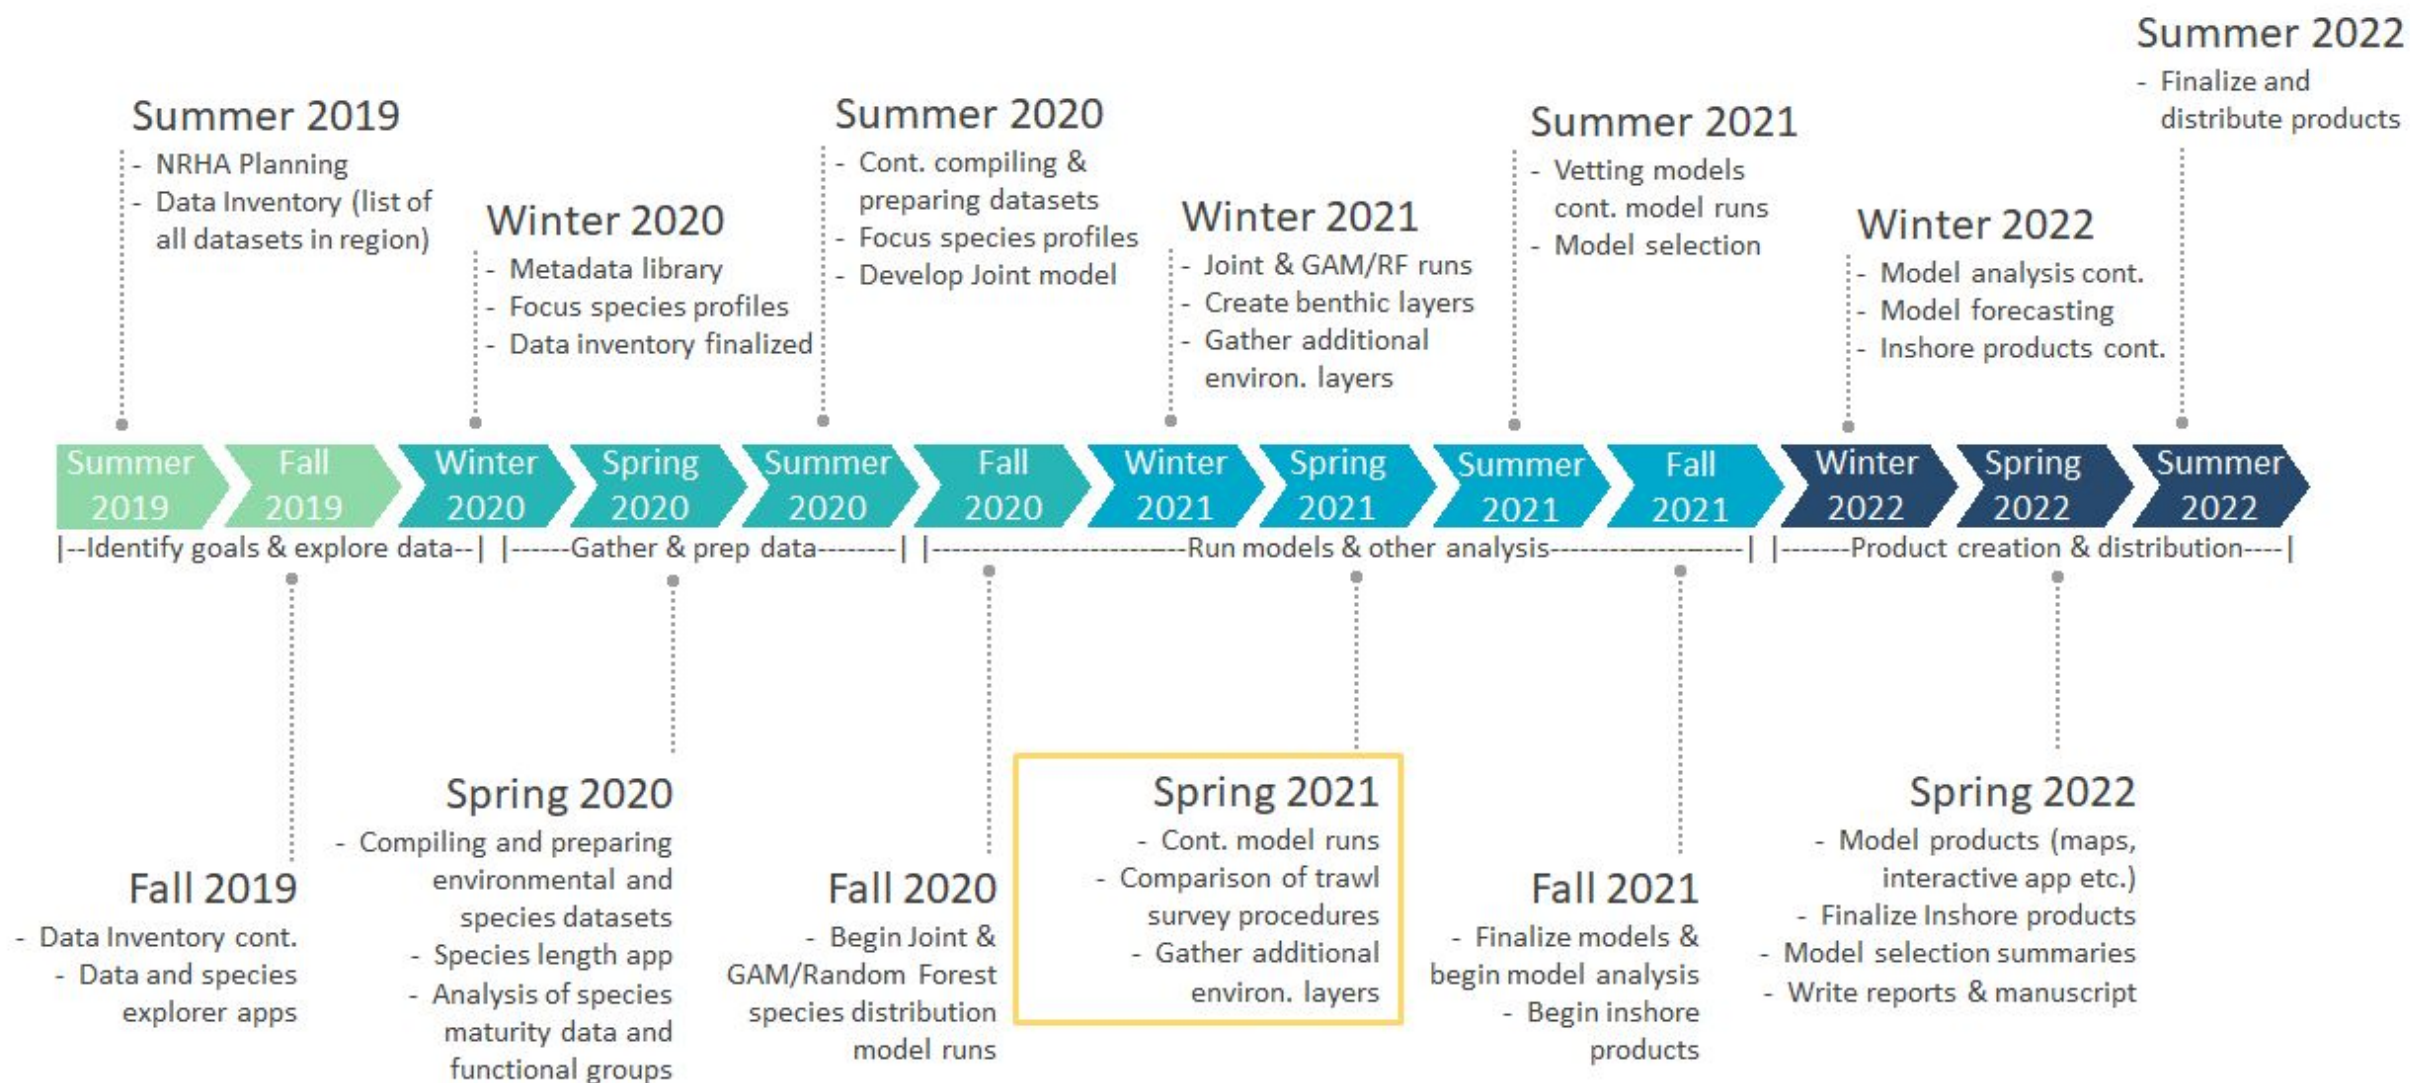 Summer 2022
- Finalize and
distribute products
Summer 2019
- NRHA Planning
- Data Inventory (list of
all datasets in region)
Winter 2020
- Metadata library
- Focus species profiles
- Data inventory finalized
Summer 2020
- Cont. compiling &
preparing datasets
- Focus species profiles
- Develop Joint model
Winter 2021
- Joint & GAM/RF runs
- Create benthic layers
- Gather additional
environ. layers
Summer 2021
- Vetting models
cont. model runs
- Model selection
Winter 2022
- Model analysis cont.
- Model forecasting
- Inshore products cont.
Summer
2019
Fall
2019
Winter
2020
Spring
2020
Summer
2020
Fall
2020
Winter
2021
Spring
2021
Summer
2021
Fall
2021
Winter
2022
Spring
2022
Summer
2022
|--Identify goals & explore data--| |------Gather & prep data--------| |--------------------------Run models & other analysis-------------------| |-------Product creation & distribution----|
Fall 2019
- Data Inventory cont.
- Data and species
explorer apps
Spring 2020
- Compiling and preparing
environmental and
species datasets
- Species length app
- Analysis of species
maturity data and
functional groups
Fall 2020
- Begin Joint &
GAM/Random Forest
species distribution
model runs
Spring 2021
- Cont. model runs
- Comparison of trawl
survey procedures
- Gather additional
environ. layers
Fall 2021
- Finalize models &
begin model analysis
- Begin inshore
products
Spring 2022
- Model products (maps,
interactive app etc.)
- Finalize Inshore products
- Model selection summaries
- Write reports & manuscript